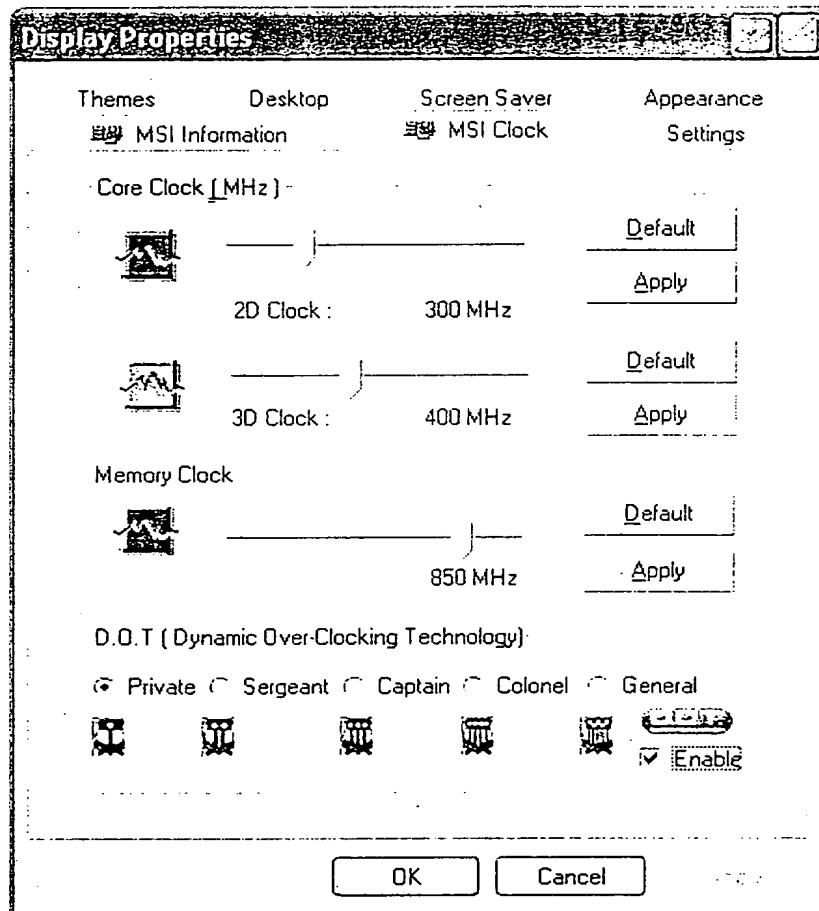 Display Properties
Themes Desktop Screen Saver Appearance
MSI Information MSI Clock Settings
Core Clock [ MHz ]
Default
Apply
2D Clock : 300 MHz
Default
3D Clock : 400 MHz Apply
Memory Clock
Default
850 MHz Apply
D.O.T ( Dynamic Over-Clocking Technology)
Private Sergeant Captain Colonel General
Enable
OK Cancel